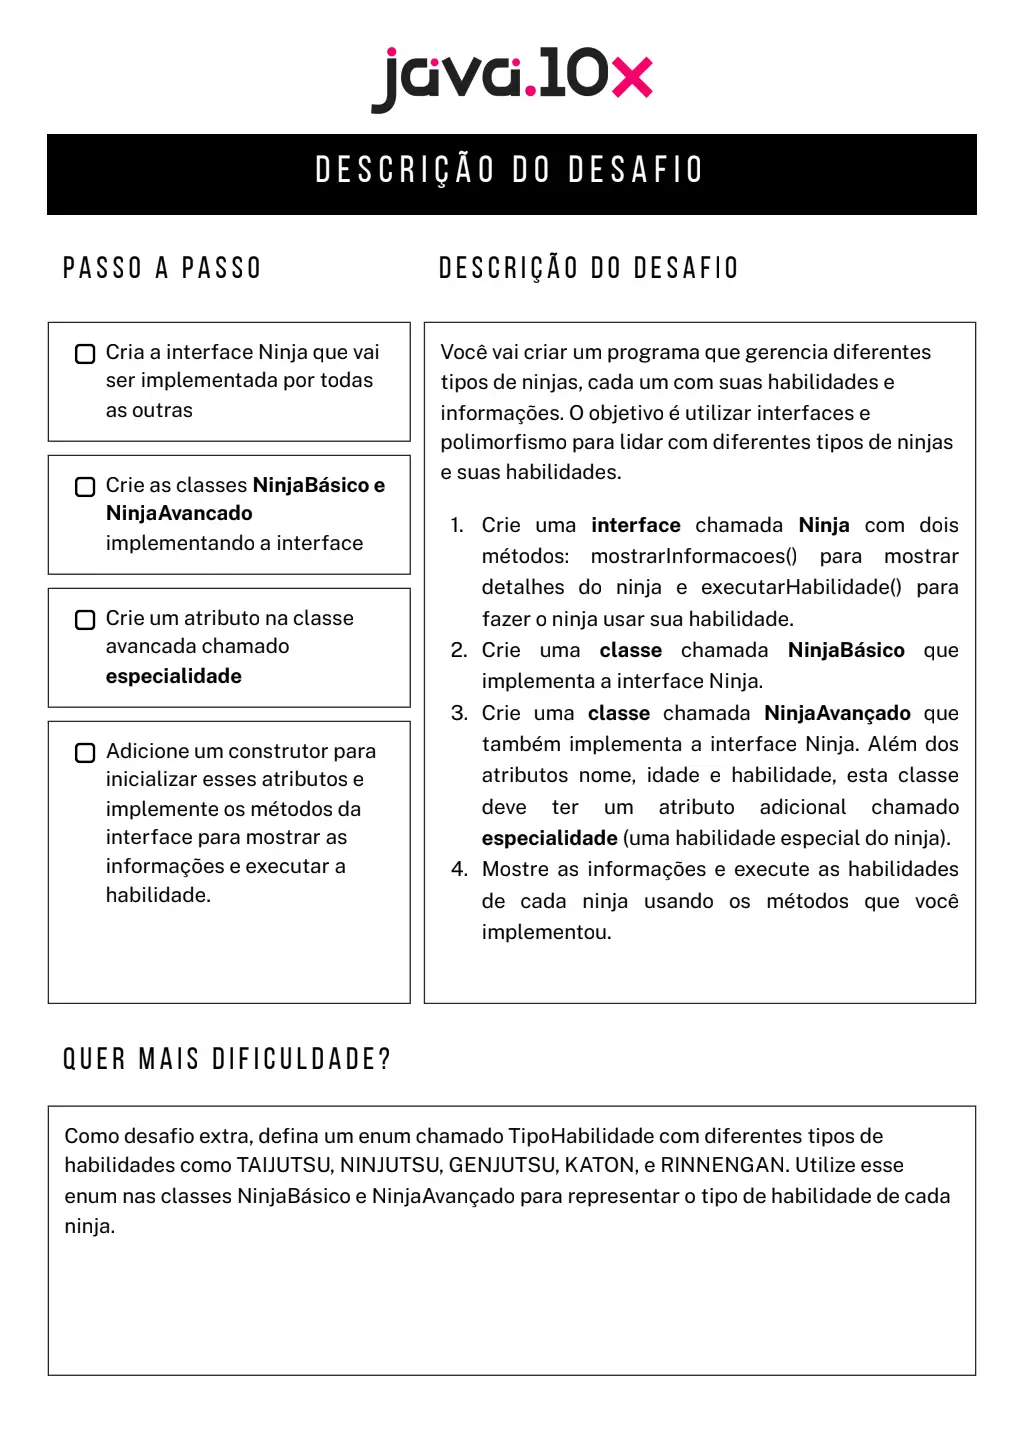 java.10x
DESCRIÇÃO DO DESAFIO
PASSO A PASSO
Cria a interface Ninja que vai
ser implementada por todas
as outras
Crie as classes NinjaBásico e
NinjaAvancado
implementando a interface
Crie um atributo na classe
avancada chamado
especialidade
Adicione um construtor para
inicializar esses atributos e
implemente os métodos da
interface para mostrar as
informações e executar a
habilidade.
DESCRIÇÃO DO DESAFIO
Você vai criar um programa que gerencia diferentes
tipos de ninjas, cada um com suas habilidades e
informações. O objetivo é utilizar interfaces e
polimorfismo para lidar com diferentes tipos de ninjas
e suas habilidades.
1. Crie uma interface chamada Ninja com dois
métodos: mostrarInformacoes() para mostrar
detalhes do ninja e executarHabilidade() para
fazer o ninja usar sua habilidade.
2. Crie uma classe chamada NinjaBásico que
implementa a interface Ninja.
3. Crie uma classe chamada NinjaAvançado que
também implementa a interface Ninja. Além dos
atributos nome, idade e habilidade, esta classe
deve ter um atributo adicional chamado
especialidade (uma habilidade especial do ninja).
4. Mostre as informações e execute as habilidades
de cada ninja usando os métodos que você
implementou.
QUER MAIS DIFICULDADE?
Como desafio extra, defina um enum chamado TipoHabilidade com diferentes tipos de
habilidades como TAIJUTSU, NINJUTSU, GENJUTSU, KATON, e RINNENGAN. Utilize esse
enum nas classes NinjaBásico e NinjaAvançado para representar o tipo de habilidade de cada
ninja.